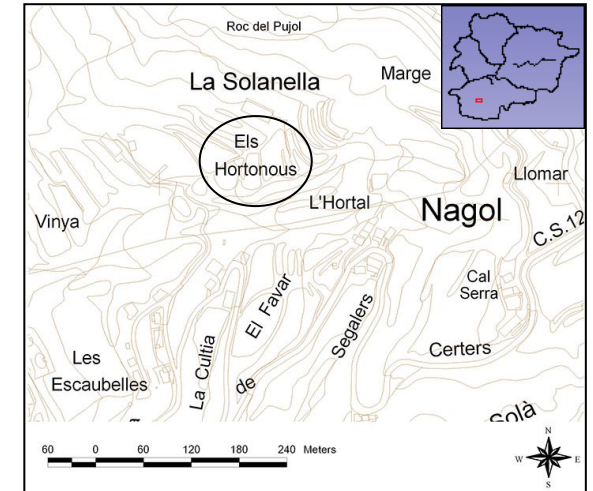 Roc del Pujol
La Solanella
Marge
Els
Hortonous
Llomar
L'Hortal
Nagol
Vinya
C.S.12
Cal
Serra
El Favar
Segalers
Certers
La Cultia
Les
Escaubelles
de
Solà
60 0 60 120 180 240 Meters
N
W E
S